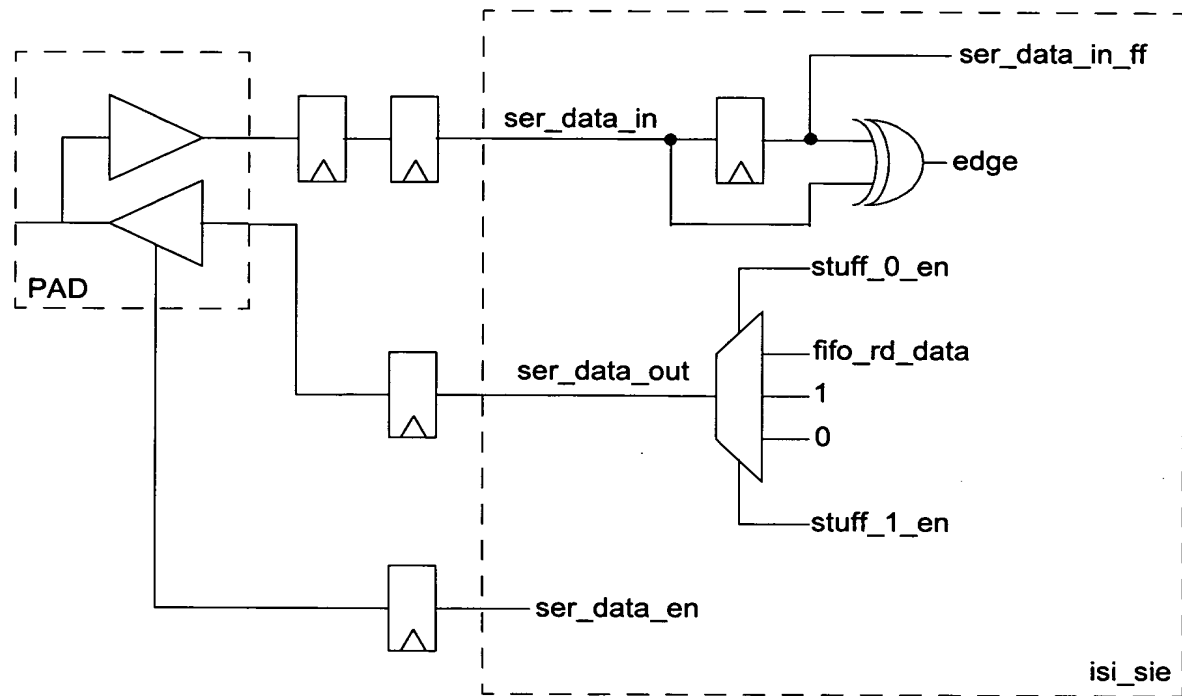 ser_data_in_ff
ser_data_in
edge
PAD
stuff_0_en
fifo_rd_data
ser_data_out
1
0
stuff_1_en
ser_data_en
isi_sie